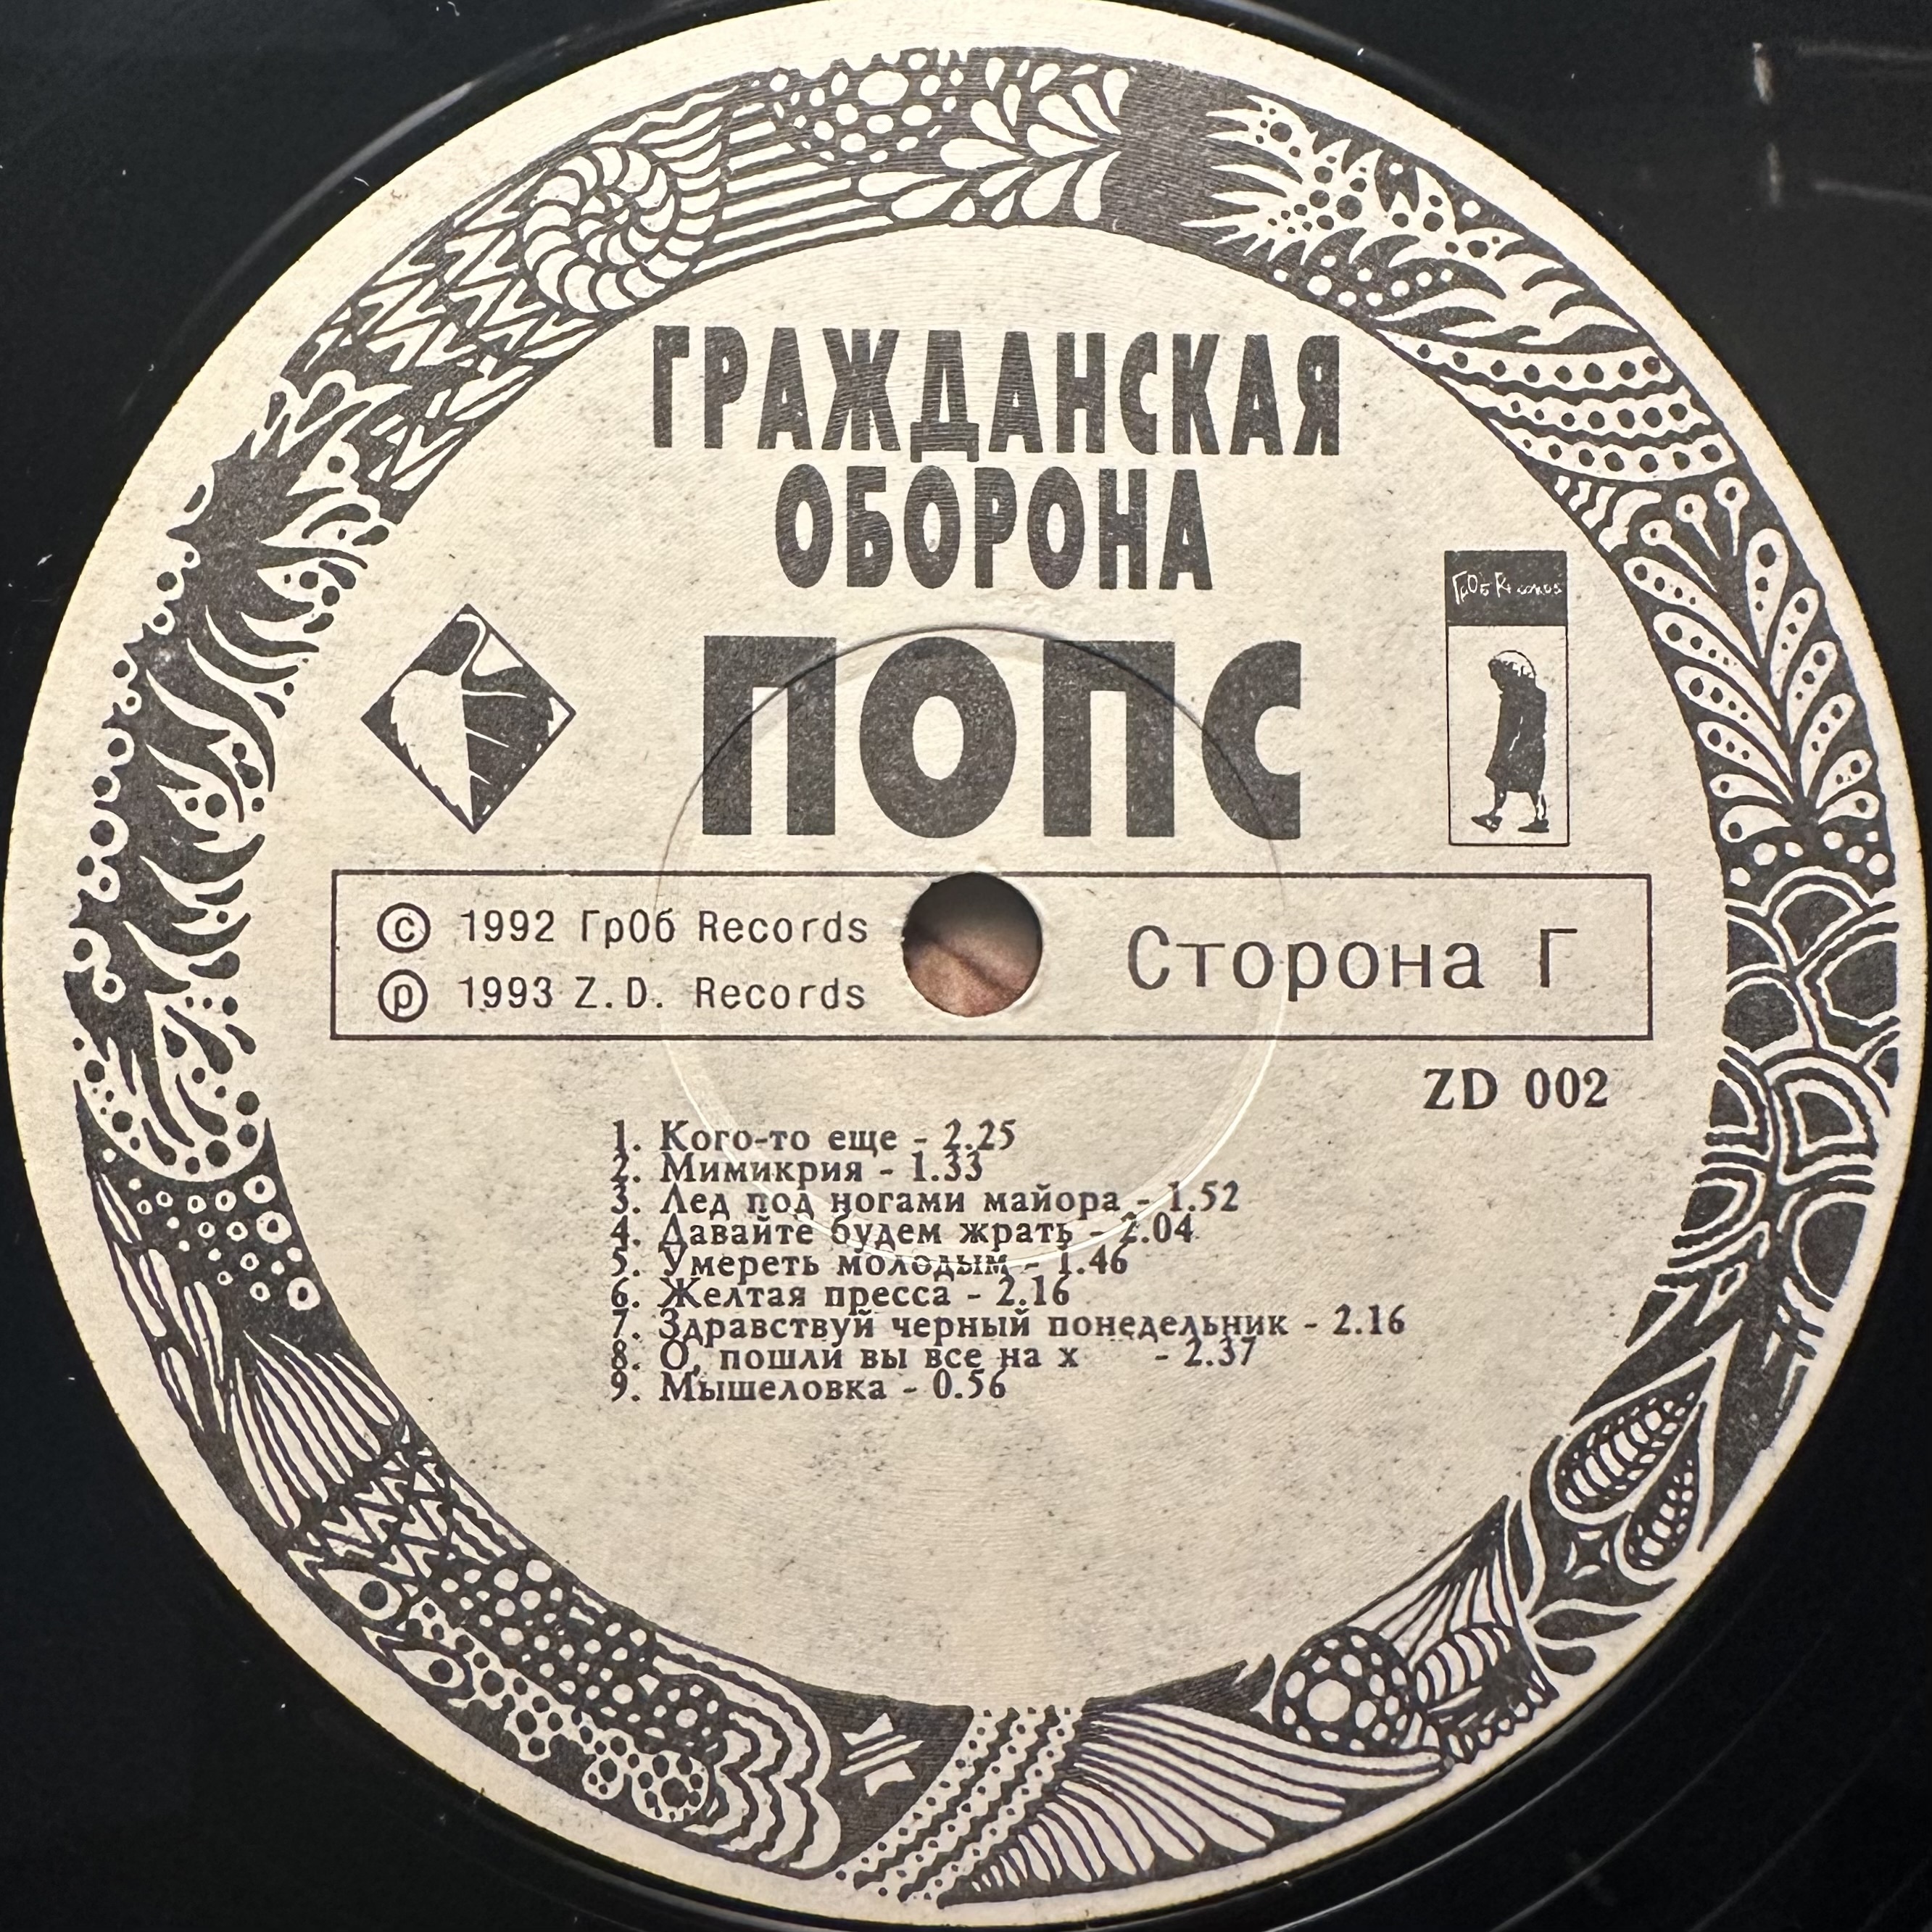 ГРАЖДАНСКАЯ
ОБОРОНА
ПОПС
ГрОб Records
© 1992 ГрОб Records
℗ 1993 Z.D. Records
Сторона Г
ZD 002
1. Кого-то еще - 2.25
2. Мимикрия - 1.33
3. Лед под ногами майора - 1.52
4. Давайте будем жрать - 2.04
5. Умереть молодым - 1.46
6. Желтая пресса - 2.16
7. Здравствуй черный понедельник - 2.16
8. О, пошли вы все на х - 2.37
9. Мышеловка - 0.56